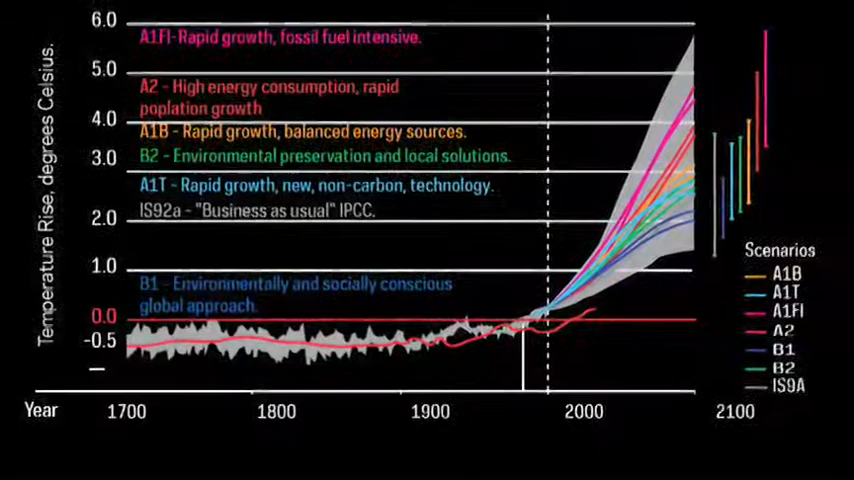 6.0
A1FI-Rapid growth, fossil fuel intensive.
5.0
A2 - High energy consumption, rapid
poplation growth
4.0
A1B - Rapid growth, balanced energy sources.
3.0
B2 - Environmental preservation and local solutions.
A1T - Rapid growth, new, non-carbon, technology.
IS92a - "Business as usual" IPCC.
2.0
1.0
B1 - Environmentally and socially conscious
global approach.
0.0
-0.5
Temperature Rise, degrees Celsius.
Year
1700
1800
1900
2000
2100
Scenarios
A1B
A1T
A1FI
A2
B1
B2
IS9A